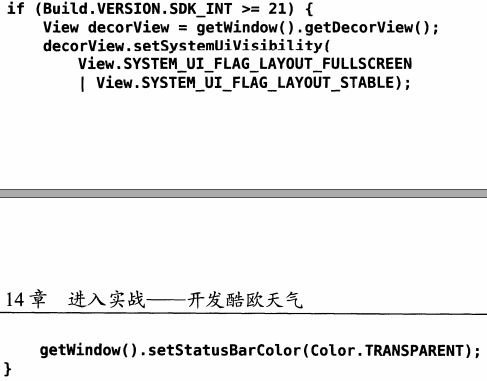 if (Build.VERSION.SDK_INT >= 21) {
    View decorView = getWindow().getDecorView();
    decorView.setSystemUiVisibility(
        View.SYSTEM_UI_FLAG_LAYOUT_FULLSCREEN
        | View.SYSTEM_UI_FLAG_LAYOUT_STABLE);
14 章 进入实战——开发酷欧天气
    getWindow().setStatusBarColor(Color.TRANSPARENT);
}